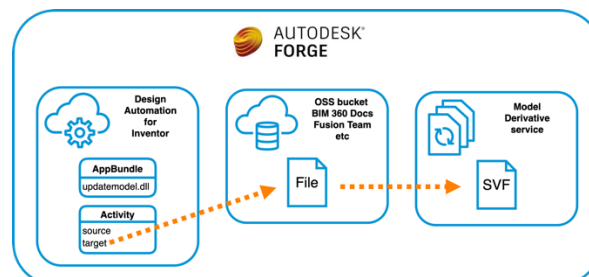 AUTODESK®
FORGE
Design
Automation
for
Inventor
AppBundle
updatemodel.dll
Activity
source
target
OSS bucket
BIM 360 Docs
Fusion Team
etc
File
Model
Derivative
service
SVF